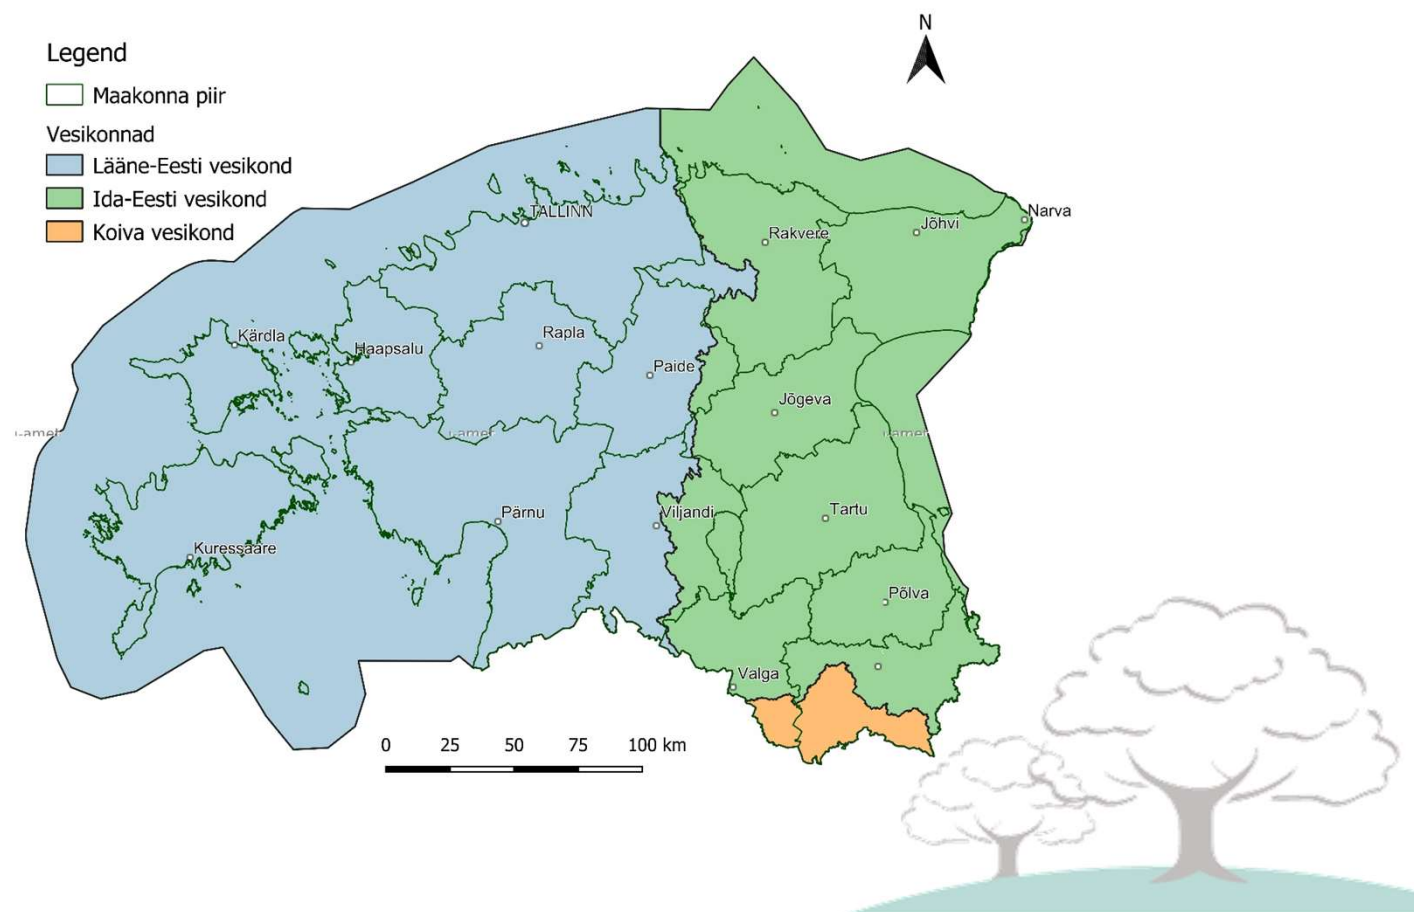 N
Legend
Maakonna piir
Vesikonnad
Lääne-Eesti vesikond
Ida-Eesti vesikond
Koiva vesikond
TALLINN
Narva
Rakvere
Jõhvi
Kärdla
Haapsalu
Rapla
Paide
Jõgeva
Pärnu
Viljandi
Tartu
Kuressaare
Põlva
Valga
0 25 50 75 100 km